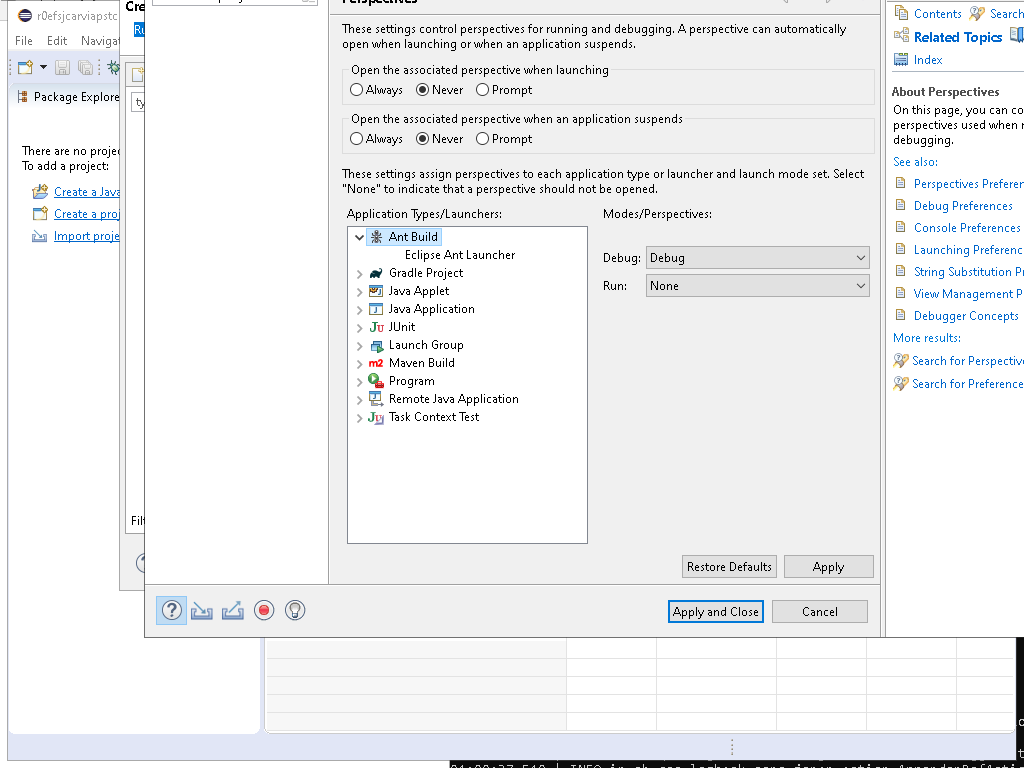 r0efsjcarviapstc
File Edit Navigat
Package Explore
There are no projec
To add a project:
Create a Java
Create a proj
Import proje
Cre
Ru
ty
Filt
Perspectives
These settings control perspectives for running and debugging. A perspective can automatically
open when launching or when an application suspends.
Open the associated perspective when launching
Always Never Prompt
Open the associated perspective when an application suspends
Always Never Prompt
These settings assign perspectives to each application type or launcher and launch mode set. Select
"None" to indicate that a perspective should not be opened.
Application Types/Launchers:
Ant Build
Eclipse Ant Launcher
Gradle Project
Java Applet
Java Application
JUnit
Launch Group
Maven Build
Program
Remote Java Application
Task Context Test
Modes/Perspectives:
Debug: Debug
Run: None
Restore Defaults Apply
Apply and Close Cancel
Contents Search
Related Topics
Index
About Perspectives
On this page, you can co
perspectives used when r
debugging.
See also:
Perspectives Preferen
Debug Preferences
Console Preferences
Launching Preferenc
String Substitution Pr
View Management P
Debugger Concepts
More results:
Search for Perspective
Search for Preference